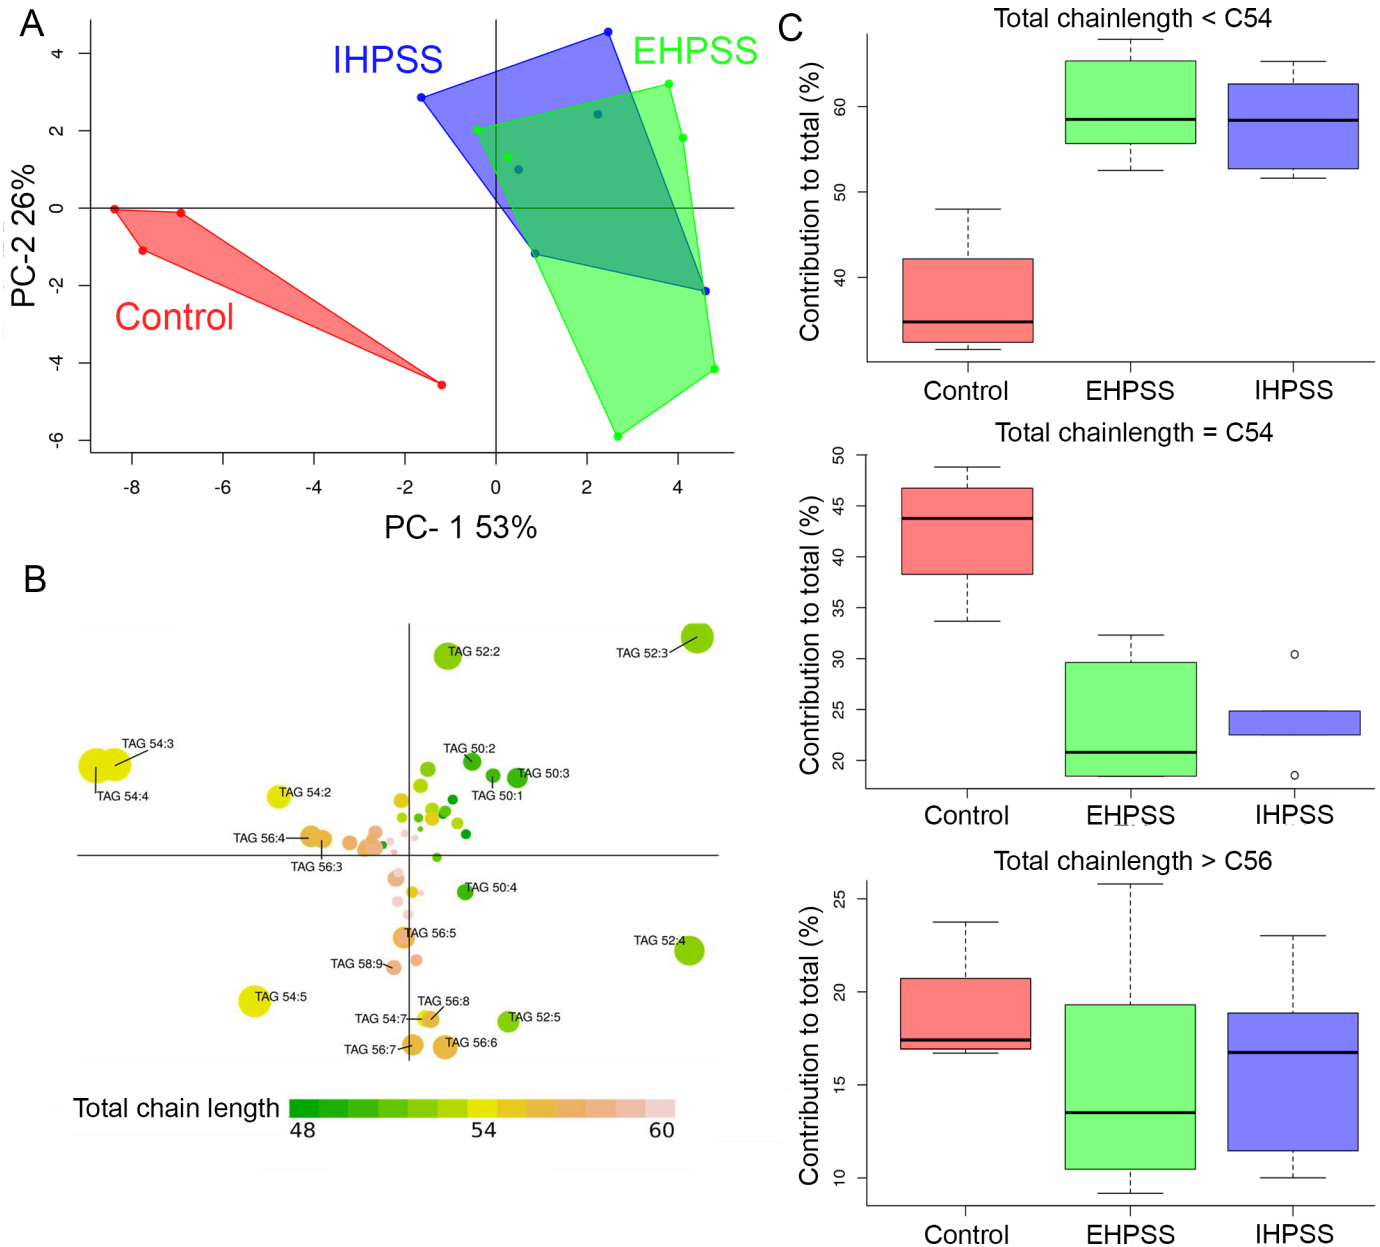 A
IHPSS
EHPSS
Control
PC-2 26%
4
2
0
-2
-4
-6
-8
-6
-4
-2
0
2
4
PC- 1 53%
B
TAG 52:2
TAG 52:3
TAG 54:3
TAG 54:4
TAG 50:2
TAG 50:3
TAG 50:1
TAG 54:2
TAG 56:4
TAG 56:3
TAG 50:4
TAG 56:5
TAG 52:4
TAG 58:9
TAG 54:5
TAG 56:8
TAG 54:7
TAG 52:5
TAG 56:7
TAG 56:6
Total chain length
48
54
60
C
Total chainlength < C54
Contribution to total (%)
60
50
40
Control
EHPSS
IHPSS
Total chainlength = C54
Contribution to total (%)
50
45
40
35
30
25
20
Control
EHPSS
IHPSS
Total chainlength > C56
Contribution to total (%)
25
20
15
10
Control
EHPSS
IHPSS